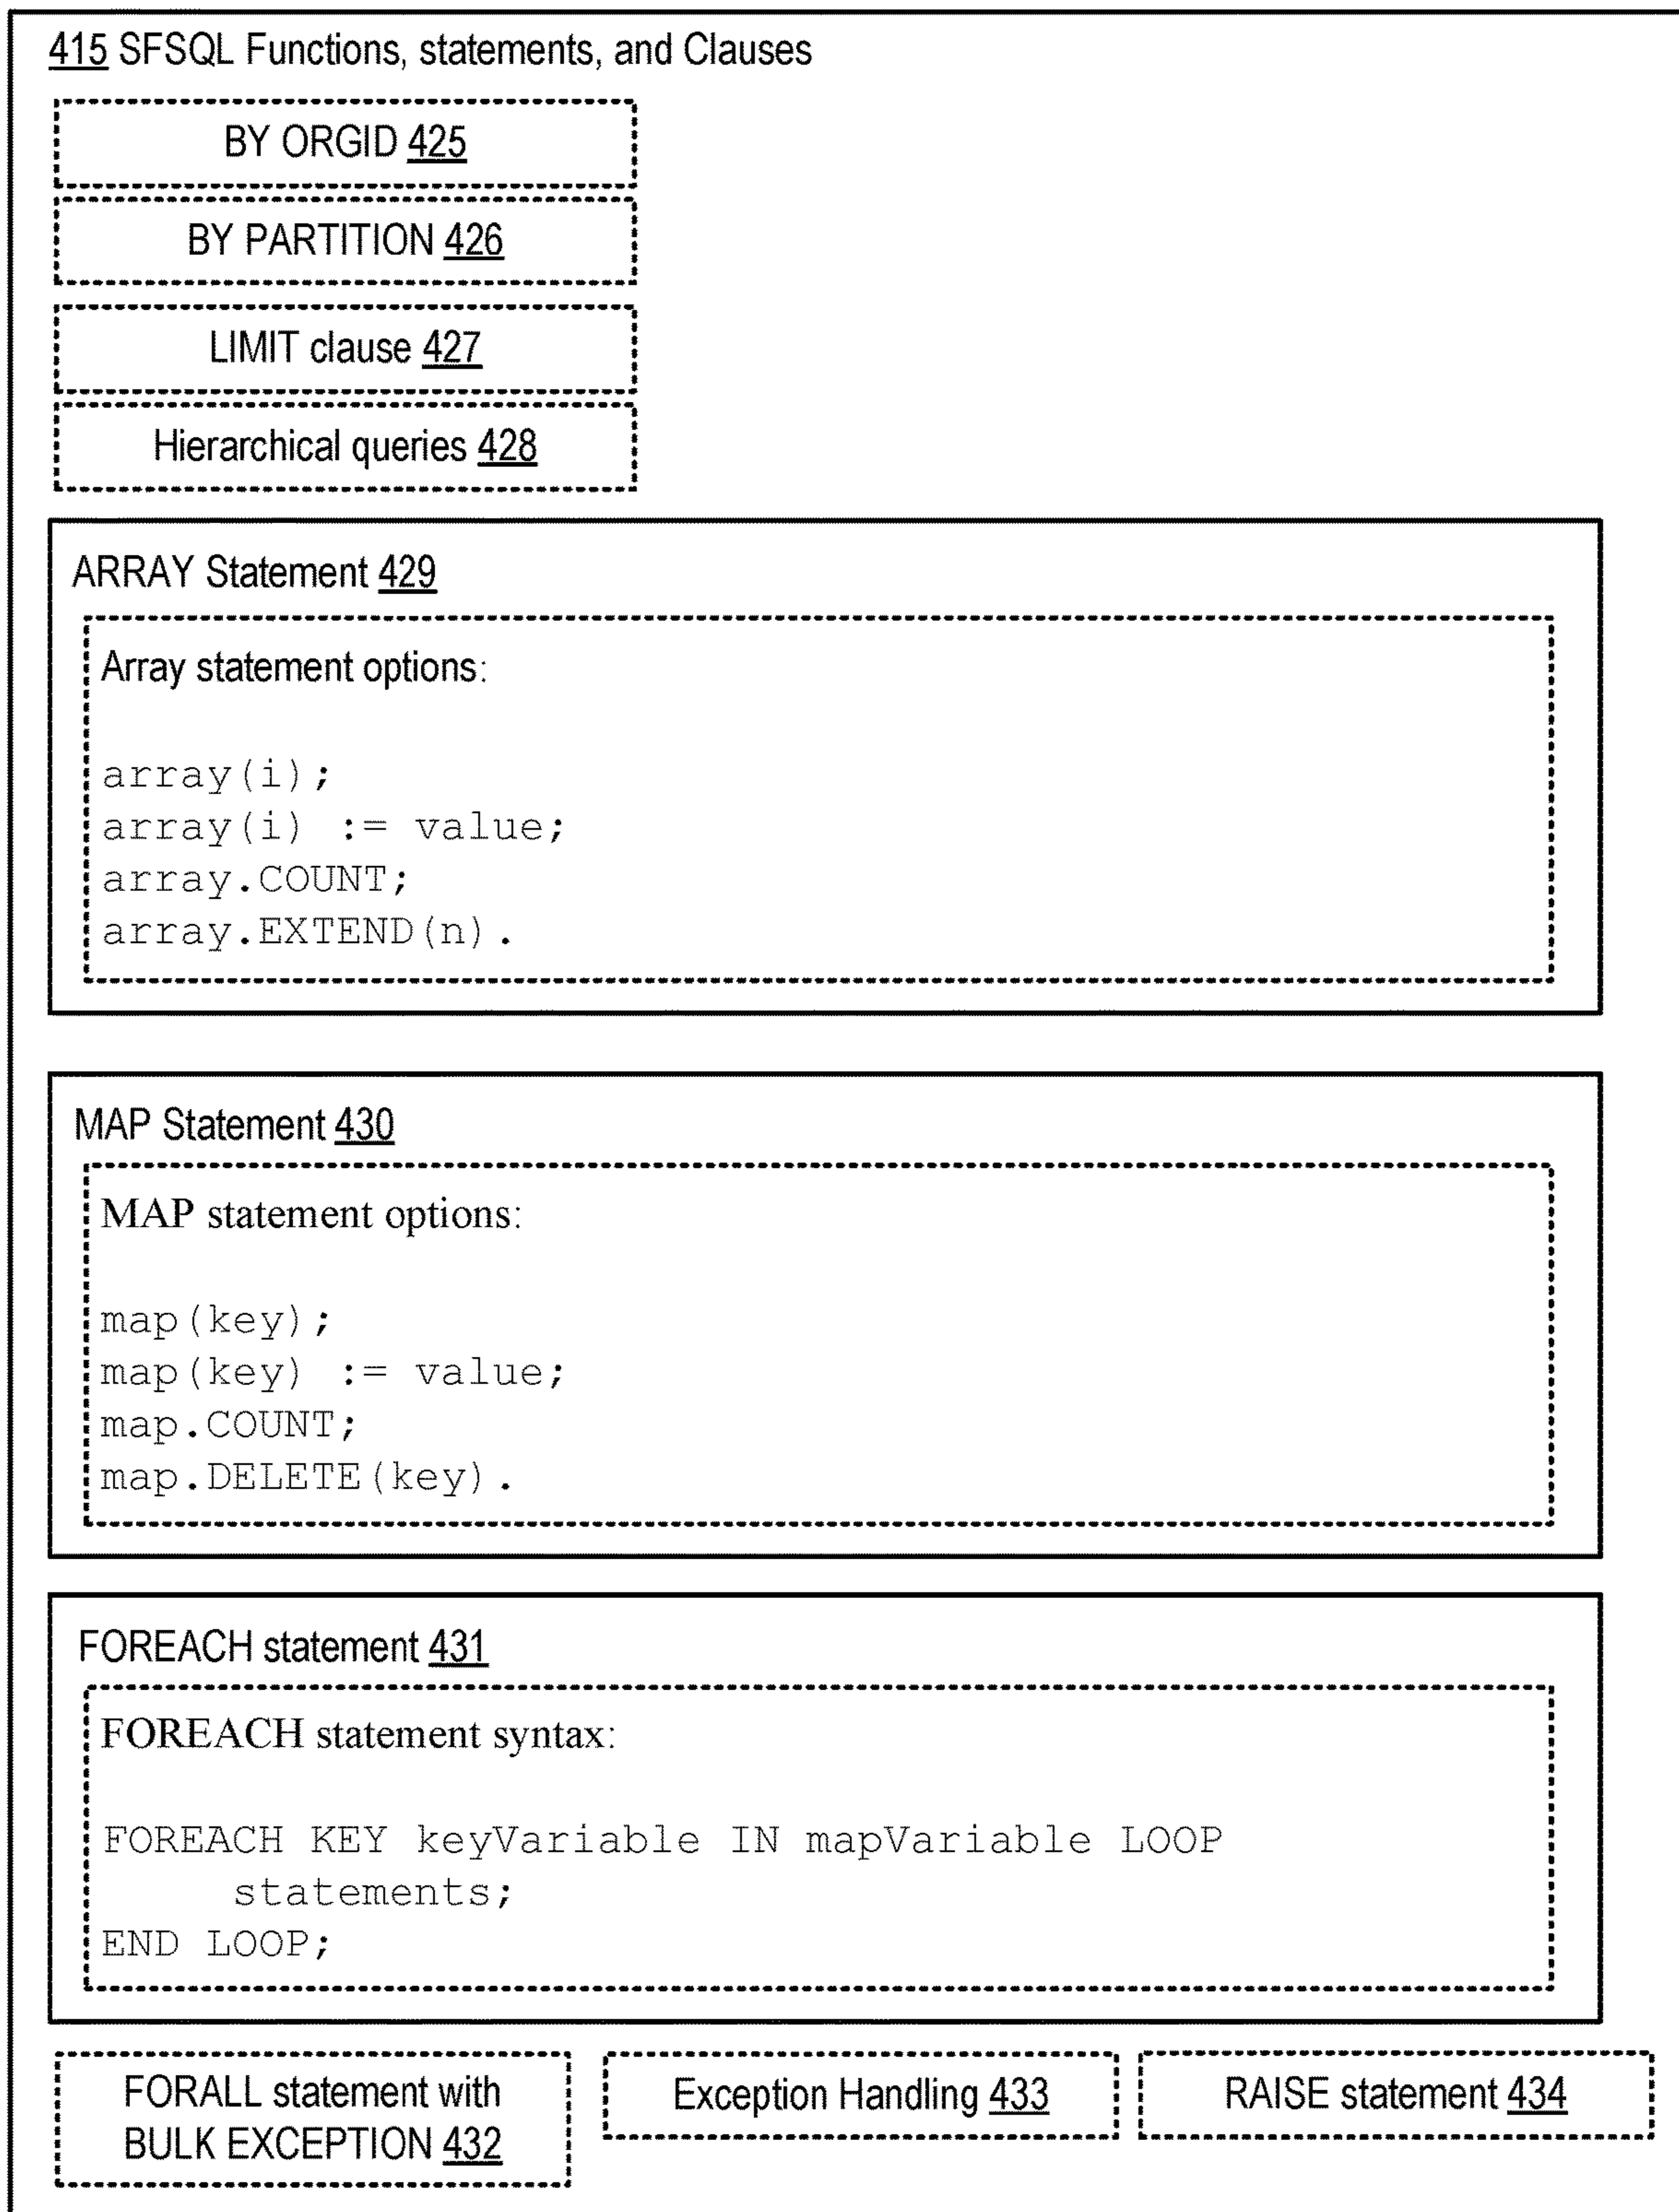 415 SFSQL Functions, statements, and Clauses
BY ORGID 425
BY PARTITION 426
LIMIT clause 427
Hierarchical queries 428
ARRAY Statement 429
Array statement options:
array(i);
array(i) := value;
array.COUNT;
array.EXTEND(n).
MAP Statement 430
MAP statement options:
map(key);
map(key) := value;
map.COUNT;
map.DELETE(key).
FOREACH statement 431
FOREACH statement syntax:
FOREACH KEY keyVariable IN mapVariable LOOP
statements;
END LOOP;
FORALL statement with
BULK EXCEPTION 432
Exception Handling 433
RAISE statement 434